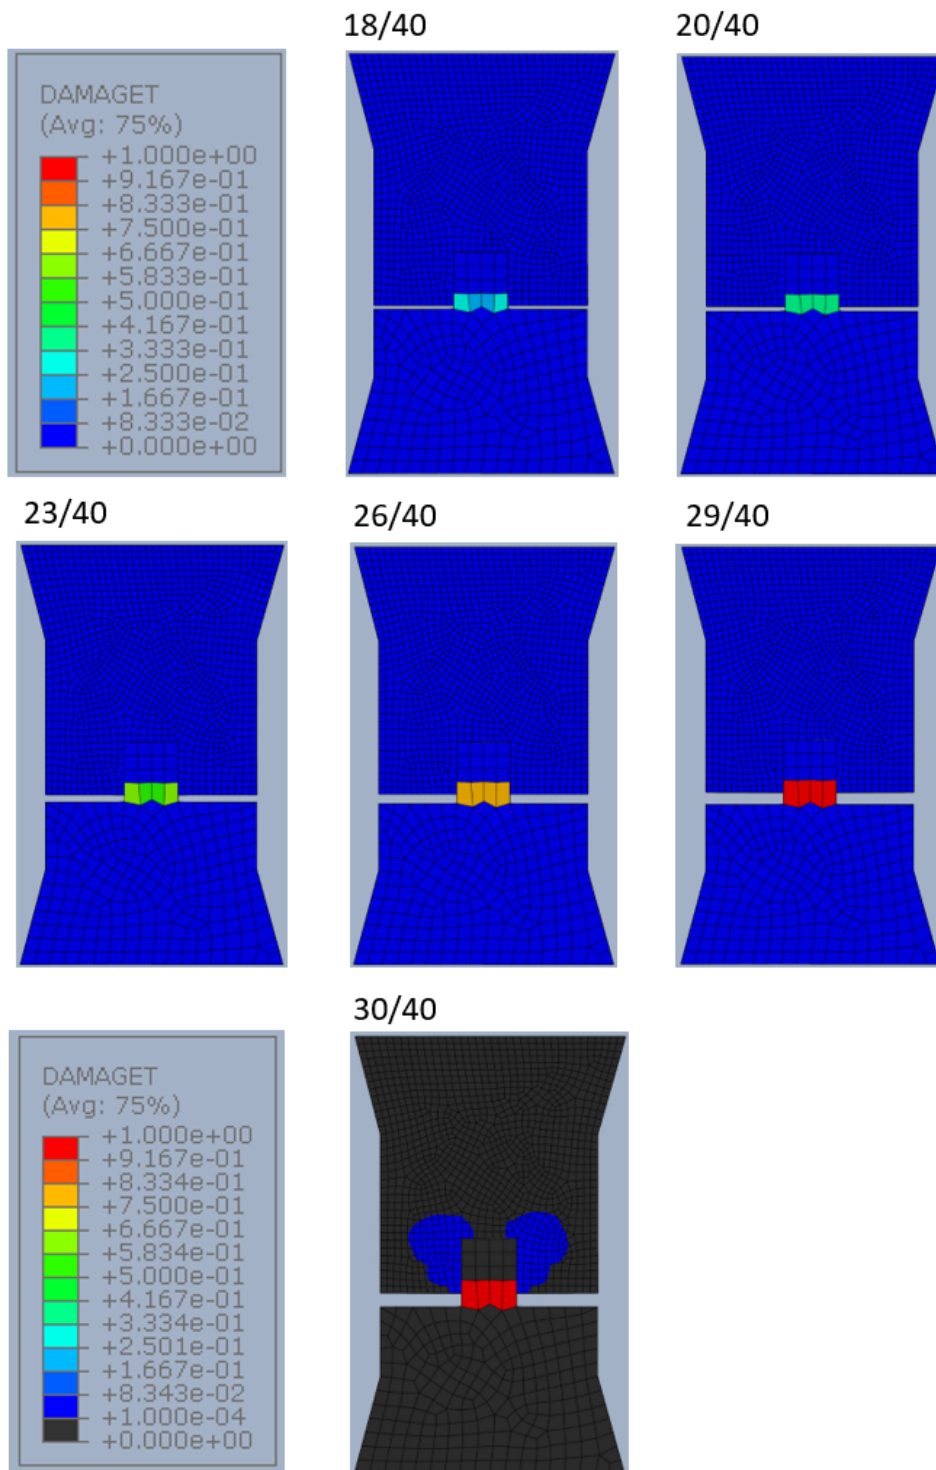 18/40
20/40
DAMAGET
(Avg: 75%)
+1.000e+00
+9.167e-01
+8.333e-01
+7.500e-01
+6.667e-01
+5.833e-01
+5.000e-01
+4.167e-01
+3.333e-01
+2.500e-01
+1.667e-01
+8.333e-02
+0.000e+00
23/40
26/40
29/40
30/40
DAMAGET
(Avg: 75%)
+1.000e+00
+9.167e-01
+8.334e-01
+7.500e-01
+6.667e-01
+5.834e-01
+5.000e-01
+4.167e-01
+3.334e-01
+2.501e-01
+1.667e-01
+8.343e-02
+1.000e-04
+0.000e+00